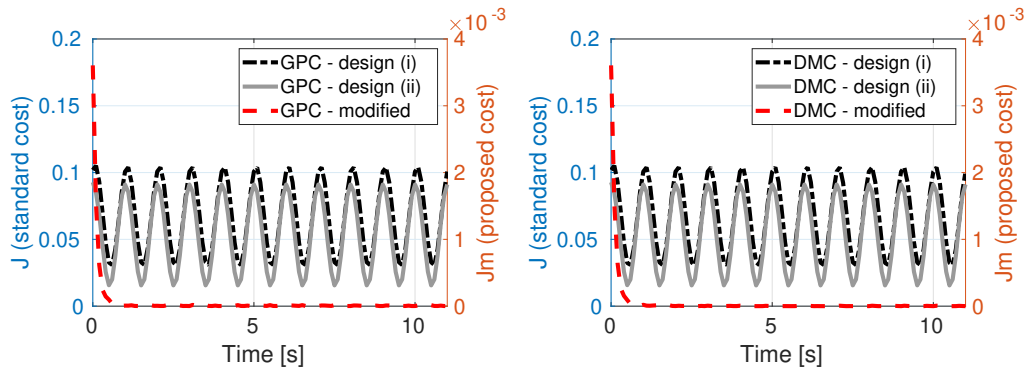 ×10⁻³
0.2
0.15
0.1
0.05
0
J (standard cost)
GPC - design (i)
GPC - design (ii)
GPC - modified
4
3
2
1
0
Jm (proposed cost)
0
5
10
Time [s]
×10⁻³
0.2
0.15
0.1
0.05
0
J (standard cost)
DMC - design (i)
DMC - design (ii)
DMC - modified
4
3
2
1
0
Jm (proposed cost)
0
5
10
Time [s]